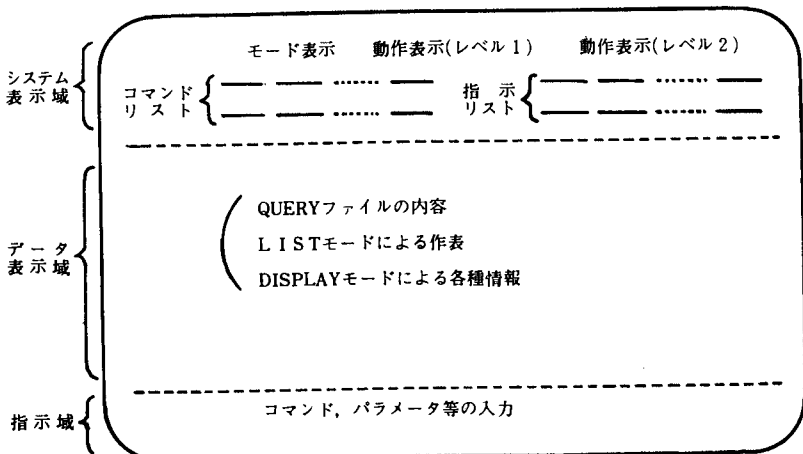 モード表示 動作表示(レベル1) 動作表示(レベル2)
システム
表示域
コマンド
リスト
指示
リスト
QUERYファイルの内容
LISTモードによる作表
DISPLAYモードによる各種情報
データ
表示域
コマンド, パラメータ等の入力
指示域